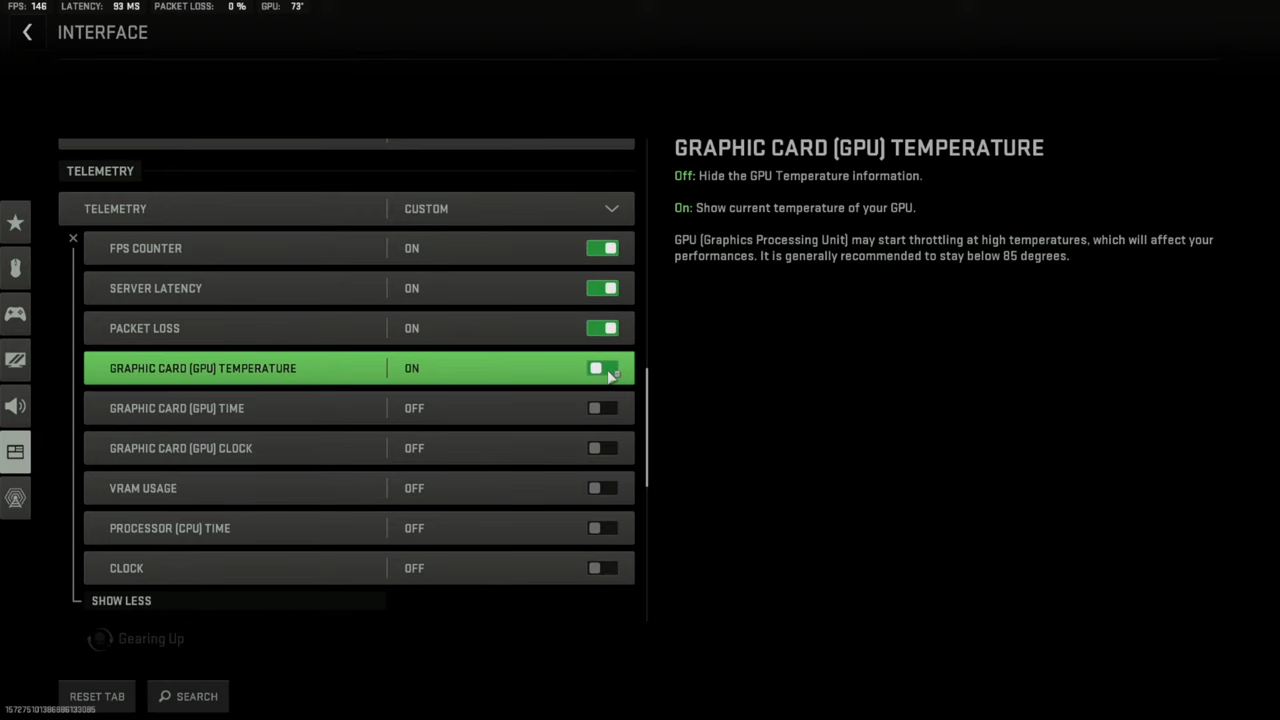 FPS: 146 LATENCY: 93 MS PACKET LOSS: 0 % GPU: 73°
INTERFACE
TELEMETRY
TELEMETRY CUSTOM
FPS COUNTER ON
SERVER LATENCY ON
PACKET LOSS ON
GRAPHIC CARD (GPU) TEMPERATURE ON
GRAPHIC CARD (GPU) TIME OFF
GRAPHIC CARD (GPU) CLOCK OFF
VRAM USAGE OFF
PROCESSOR (CPU) TIME OFF
CLOCK OFF
SHOW LESS
Gearing Up
RESET TAB SEARCH
GRAPHIC CARD (GPU) TEMPERATURE
Off: Hide the GPU Temperature information.
On: Show current temperature of your GPU.
GPU (Graphics Processing Unit) may start throttling at high temperatures, which will affect your
performances. It is generally recommended to stay below 85 degrees.